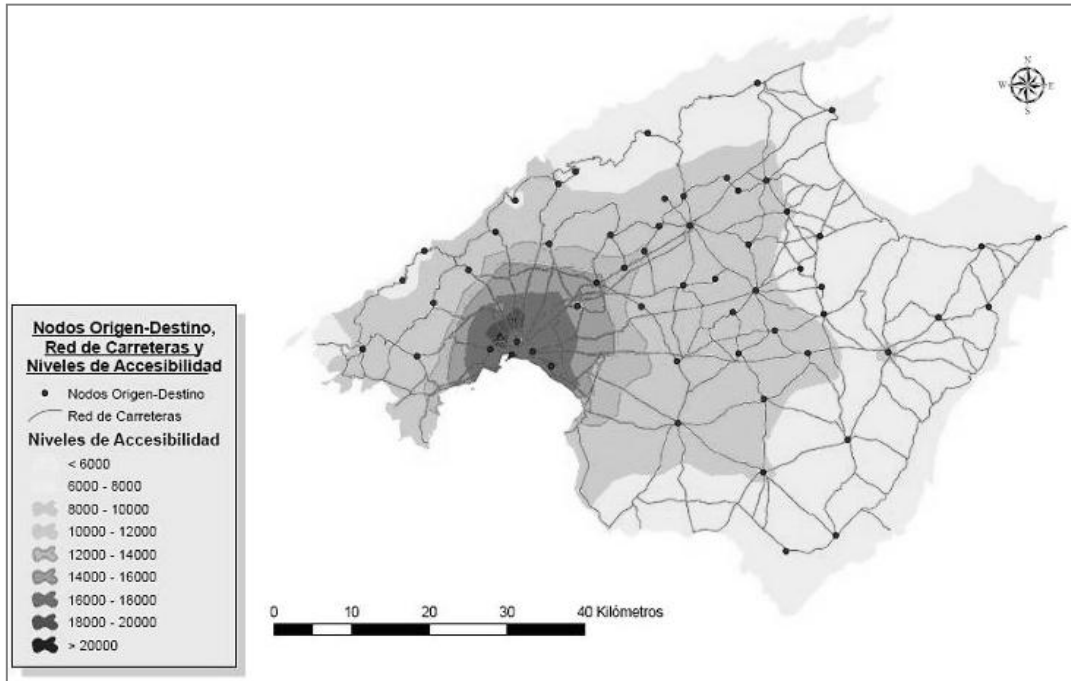 N
W E
S
Nodos Origen-Destino,
Red de Carreteras y
Niveles de Accesibilidad
Nodos Origen-Destino
Red de Carreteras
Niveles de Accesibilidad
< 6000
6000 - 8000
8000 - 10000
10000 - 12000
12000 - 14000
14000 - 16000
16000 - 18000
18000 - 20000
> 20000
0 10 20 30 40 Kilómetros